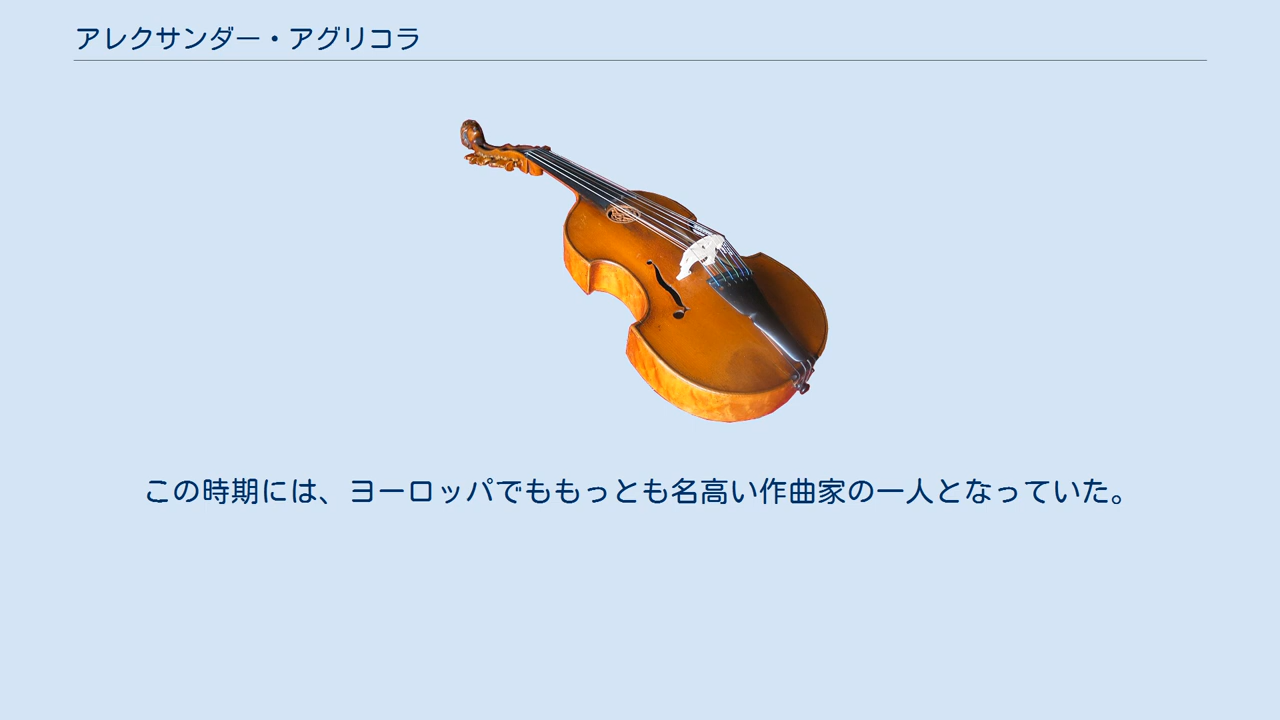 アレクサンダー・アグリコラ
この時期には、ヨーロッパでももっとも名高い作曲家の一人となっていた。